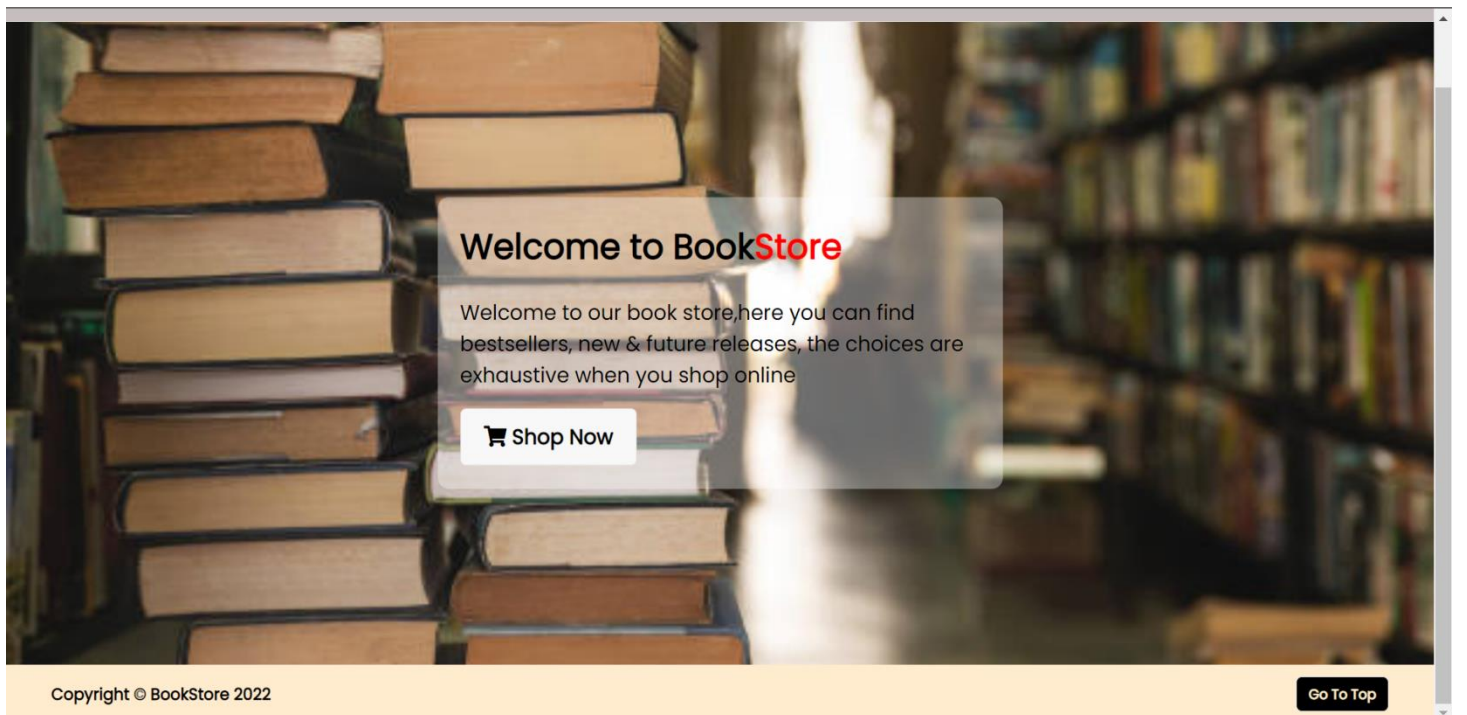 Welcome to BookStore
Welcome to our book store,here you can find
bestsellers, new & future releases, the choices are
exhaustive when you shop online
Shop Now
Copyright © BookStore 2022
Go To Top